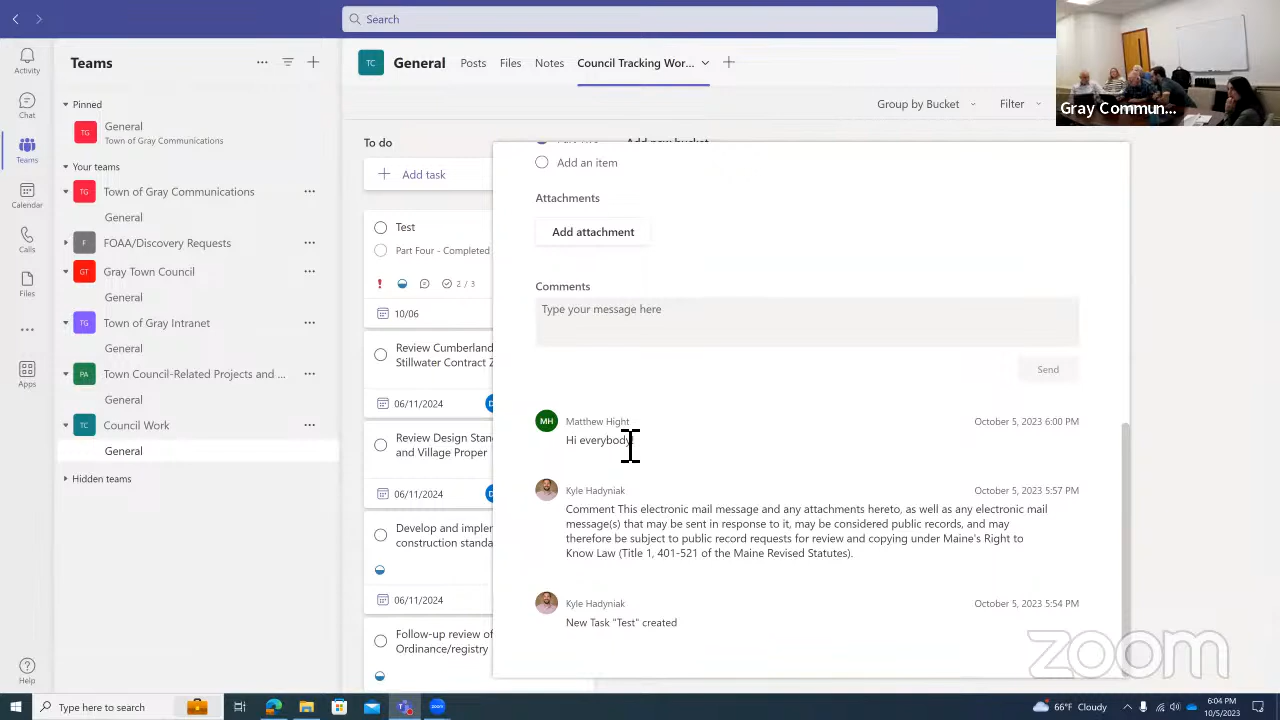 Search
Gray Commun...
Activity
Chat
Teams
Calendar
Calls
Files
Apps
Help
Teams
Pinned
TG
General
Town of Gray Communications
Your teams
TG
Town of Gray Communications
General
F
FOAA/Discovery Requests
GT
Gray Town Council
General
TG
Town of Gray Intranet
General
PA
Town Council-Related Projects and ...
General
TC
Council Work
General
Hidden teams
TC
General
Posts
Files
Notes
Council Tracking Wor...
Group by Bucket
Filter
To do
Add task
Test
Part Four - Completed
2 / 3
10/06
Review Cumberland
Stillwater Contract Z
06/11/2024
Review Design Stan
and Village Proper
06/11/2024
Develop and implem
construction standa
06/11/2024
Follow-up review of
Ordinance/registry
Add an item
Attachments
Add attachment
Comments
Type your message here
Send
MH
Matthew Hight
October 5, 2023 6:00 PM
Hi everybody!
Kyle Hadyniak
October 5, 2023 5:57 PM
Comment This electronic mail message and any attachments hereto, as well as any electronic mail
message(s) that may be sent in response to it, may be considered public records, and may
therefore be subject to public record requests for review and copying under Maine's Right to
Know Law (Title 1, 401-521 of the Maine Revised Statutes).
Kyle Hadyniak
October 5, 2023 5:54 PM
New Task "Test" created
zoom
Type here to search
zoom
66°F Cloudy
6:04 PM
10/5/2023